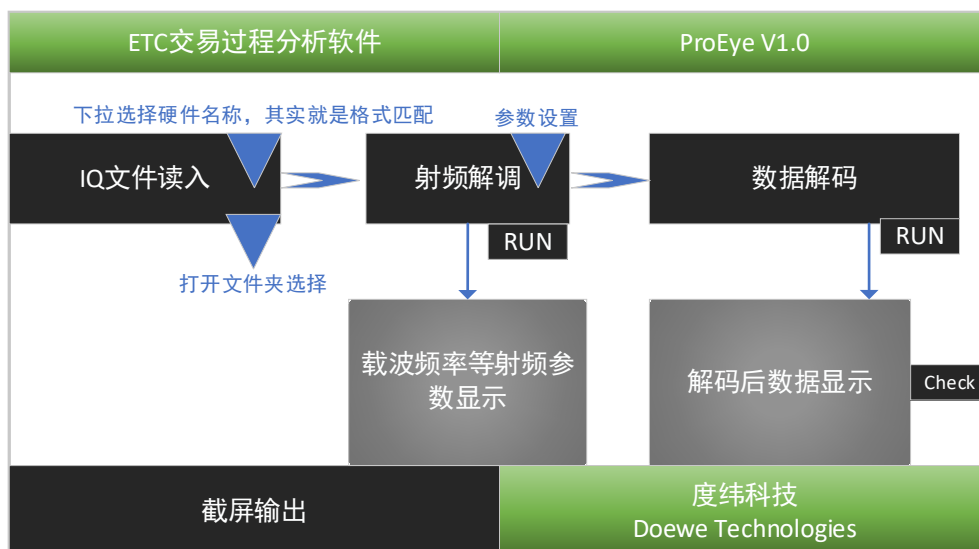 ETC交易过程分析软件
ProEye V1.0
下拉选择硬件名称，其实就是格式匹配
参数设置
IQ文件读入
射频解调
数据解码
RUN
RUN
打开文件夹选择
载波频率等射频参
数显示
解码后数据显示
Check
截屏输出
度纬科技
Doewe Technologies